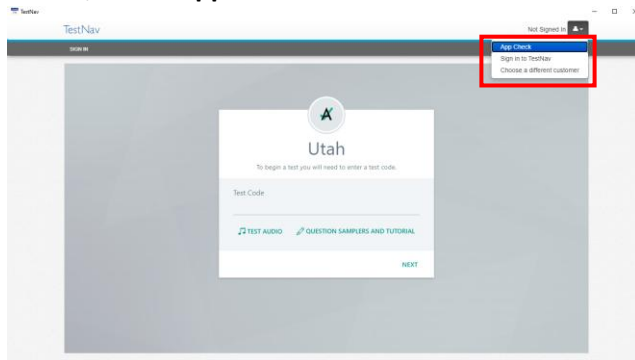 TestNav
TestNav
Not Signed In
SIGN IN
App Check
Sign in to TestNav
Choose a different customer
Utah
To begin a test you will need to enter a test code.
Test Code
TEST AUDIO
QUESTION SAMPLERS AND TUTORIAL
NEXT